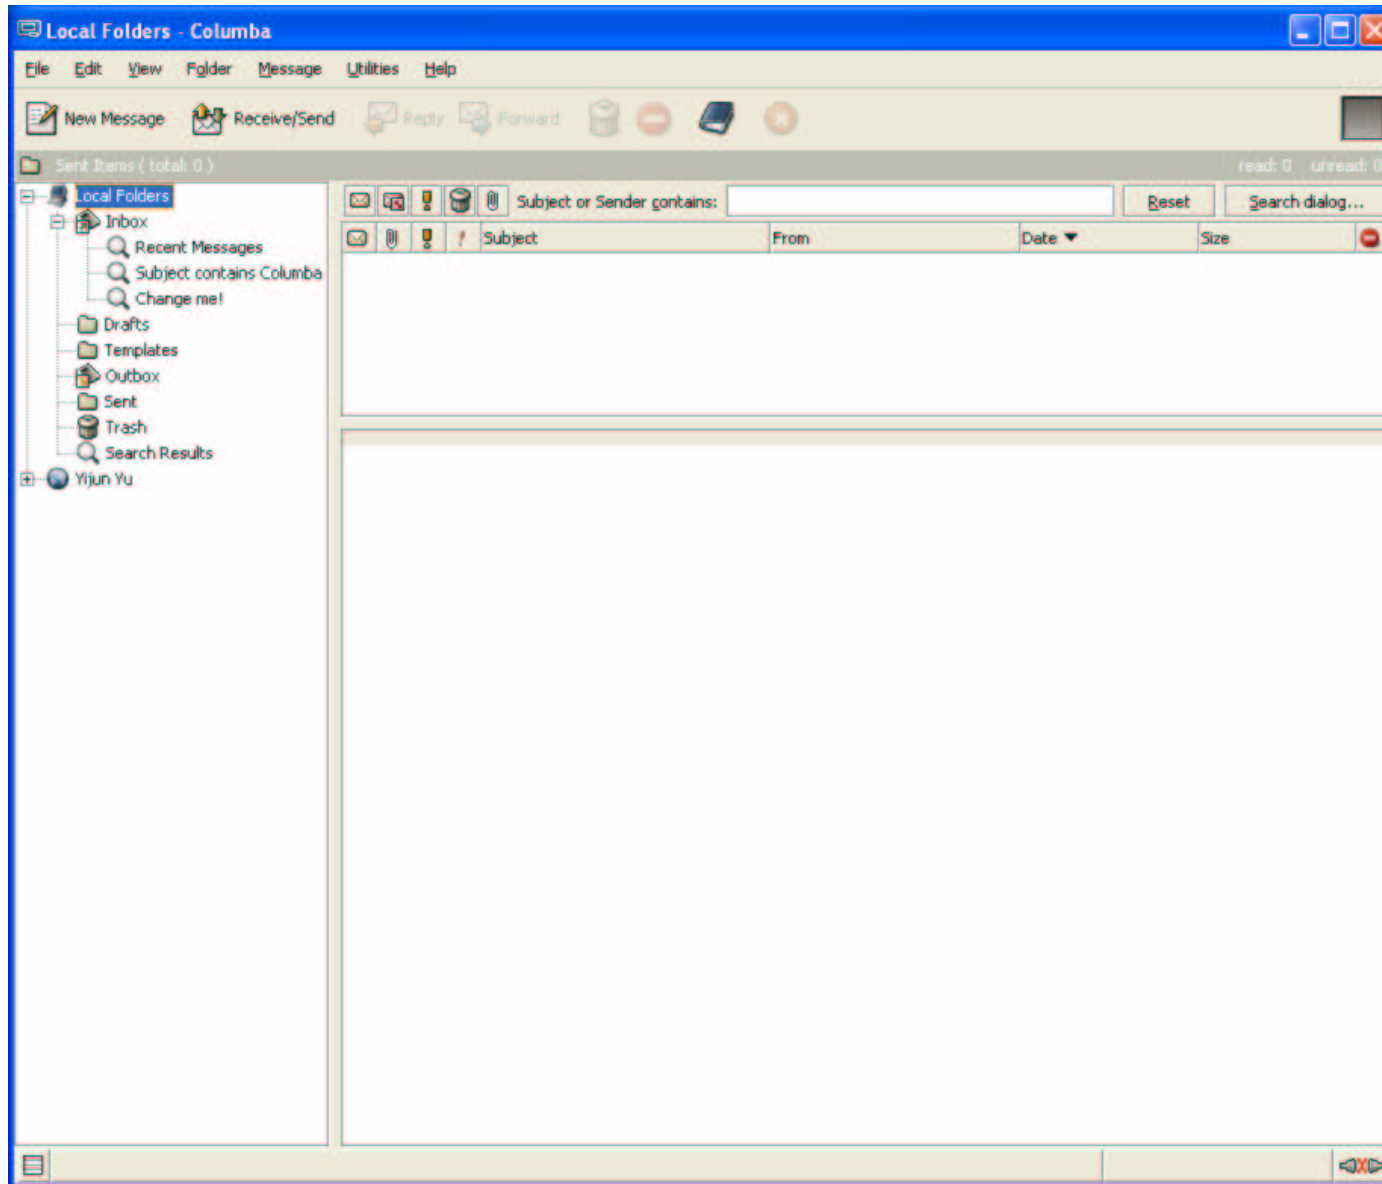 Local Folders - Columba
File Edit View Folder Message Utilities Help
New Message Receive/Send Reply Forward
Sent Items ( total: 0 ) read: 0 unread: 0
Local Folders
Inbox
Recent Messages
Subject contains Columba
Change me!
Drafts
Templates
Outbox
Sent
Trash
Search Results
Yijun Yu
Subject or Sender contains: Reset Search dialog...
Subject From Date Size